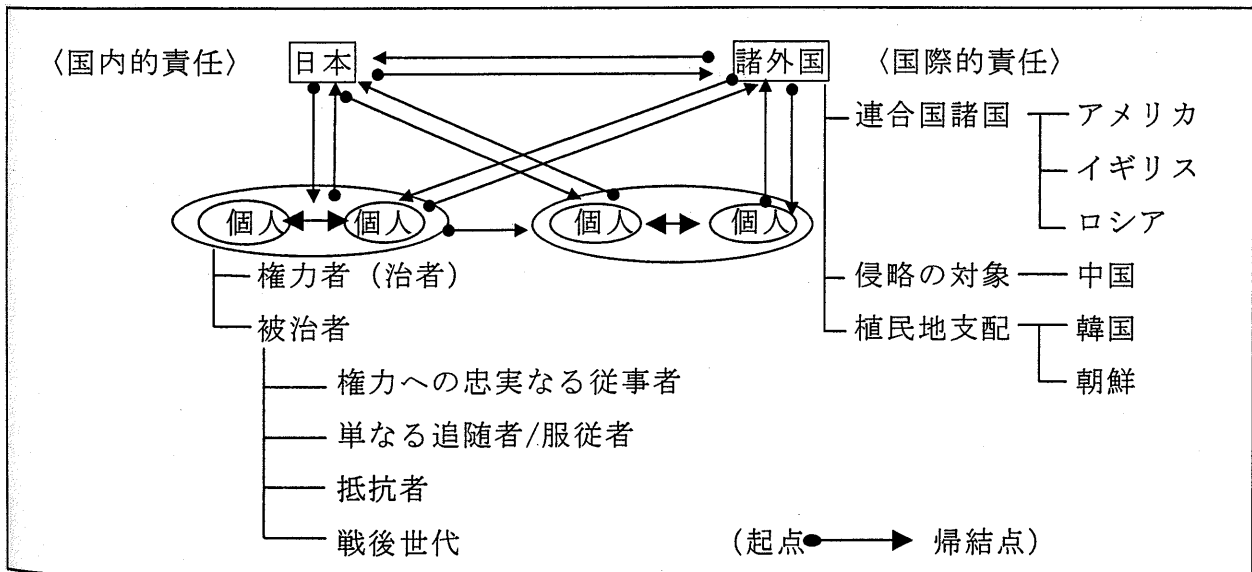 〈国内的責任〉 日本 諸外国 〈国際的責任〉
連合国諸国 アメリカ
イギリス
ロシア
個人 個人 個人 個人
権力者（治者） 侵略の対象 中国
被治者 植民地支配 韓国
権力への忠実なる従事者 朝鮮
単なる追随者/服従者
抵抗者
戦後世代 (起点 帰結点)